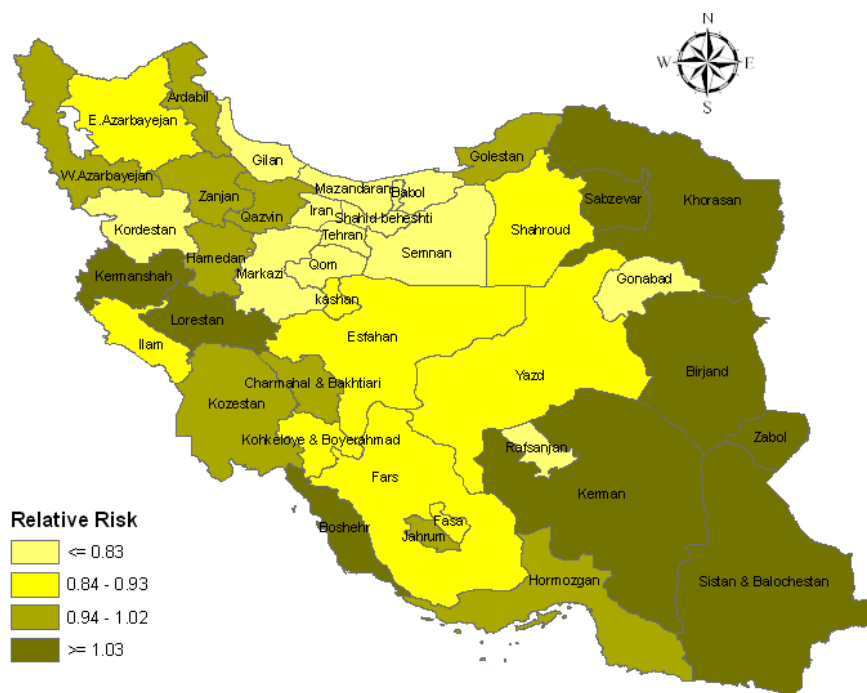 N
W E
S
Ardabil
E.Azarbayejan
Golestan
Gilan
W.Azarbayejan
Mazandaran
Babol
Zanjan
Sabzevar
Khorasan
Iran
Qazvin
Shahid-beheshti
Kordestan
Shahroud
Tehran
Semnan
Hamedan
Qom
Markazi
Kermanshah
Gonabad
kashan
Lorestan
Esfahan
Ilam
Birjand
Yazd
Charmahal & Bakhtiari
Kozestan
Kohkeloye & Boyerahmad
Zabol
Rafsanjan
Fars
Kerman
Relative Risk
Boshehr
Fasa
Jahrum
<= 0.83
Hormozgan
Sistan & Balochestan
0.84 - 0.93
0.94 - 1.02
>= 1.03